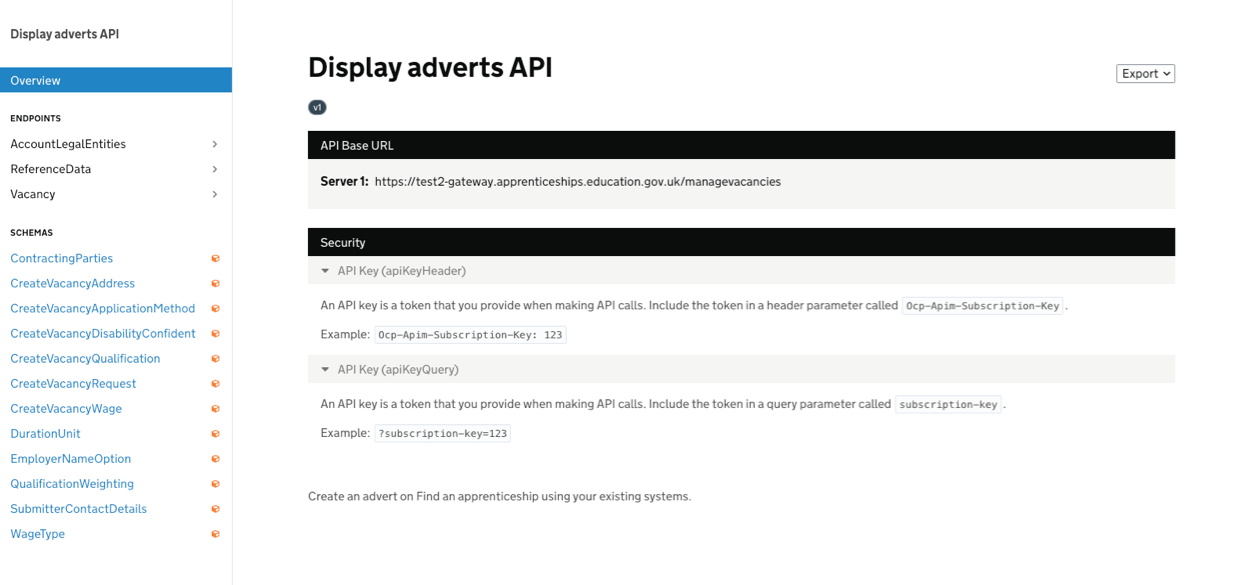 Display adverts API
Overview
ENDPOINTS
AccountLegalEntities
ReferenceData
Vacancy
SCHEMAS
ContractingParties
CreateVacancyAddress
CreateVacancyApplicationMethod
CreateVacancyDisabilityConfident
CreateVacancyQualification
CreateVacancyRequest
CreateVacancyWage
DurationUnit
EmployerNameOption
QualificationWeighting
SubmitterContactDetails
WageType
Display adverts API
Export
v1
API Base URL
Server 1: https://test2-gateway.apprenticeships.education.gov.uk/managevacancies
Security
API Key (apiKeyHeader)
An API key is a token that you provide when making API calls. Include the token in a header parameter called Ocp-Apim-Subscription-Key .
Example: Ocp-Apim-Subscription-Key: 123
API Key (apiKeyQuery)
An API key is a token that you provide when making API calls. Include the token in a query parameter called subscription-key .
Example: ?subscription-key=123
Create an advert on Find an apprenticeship using your existing systems.